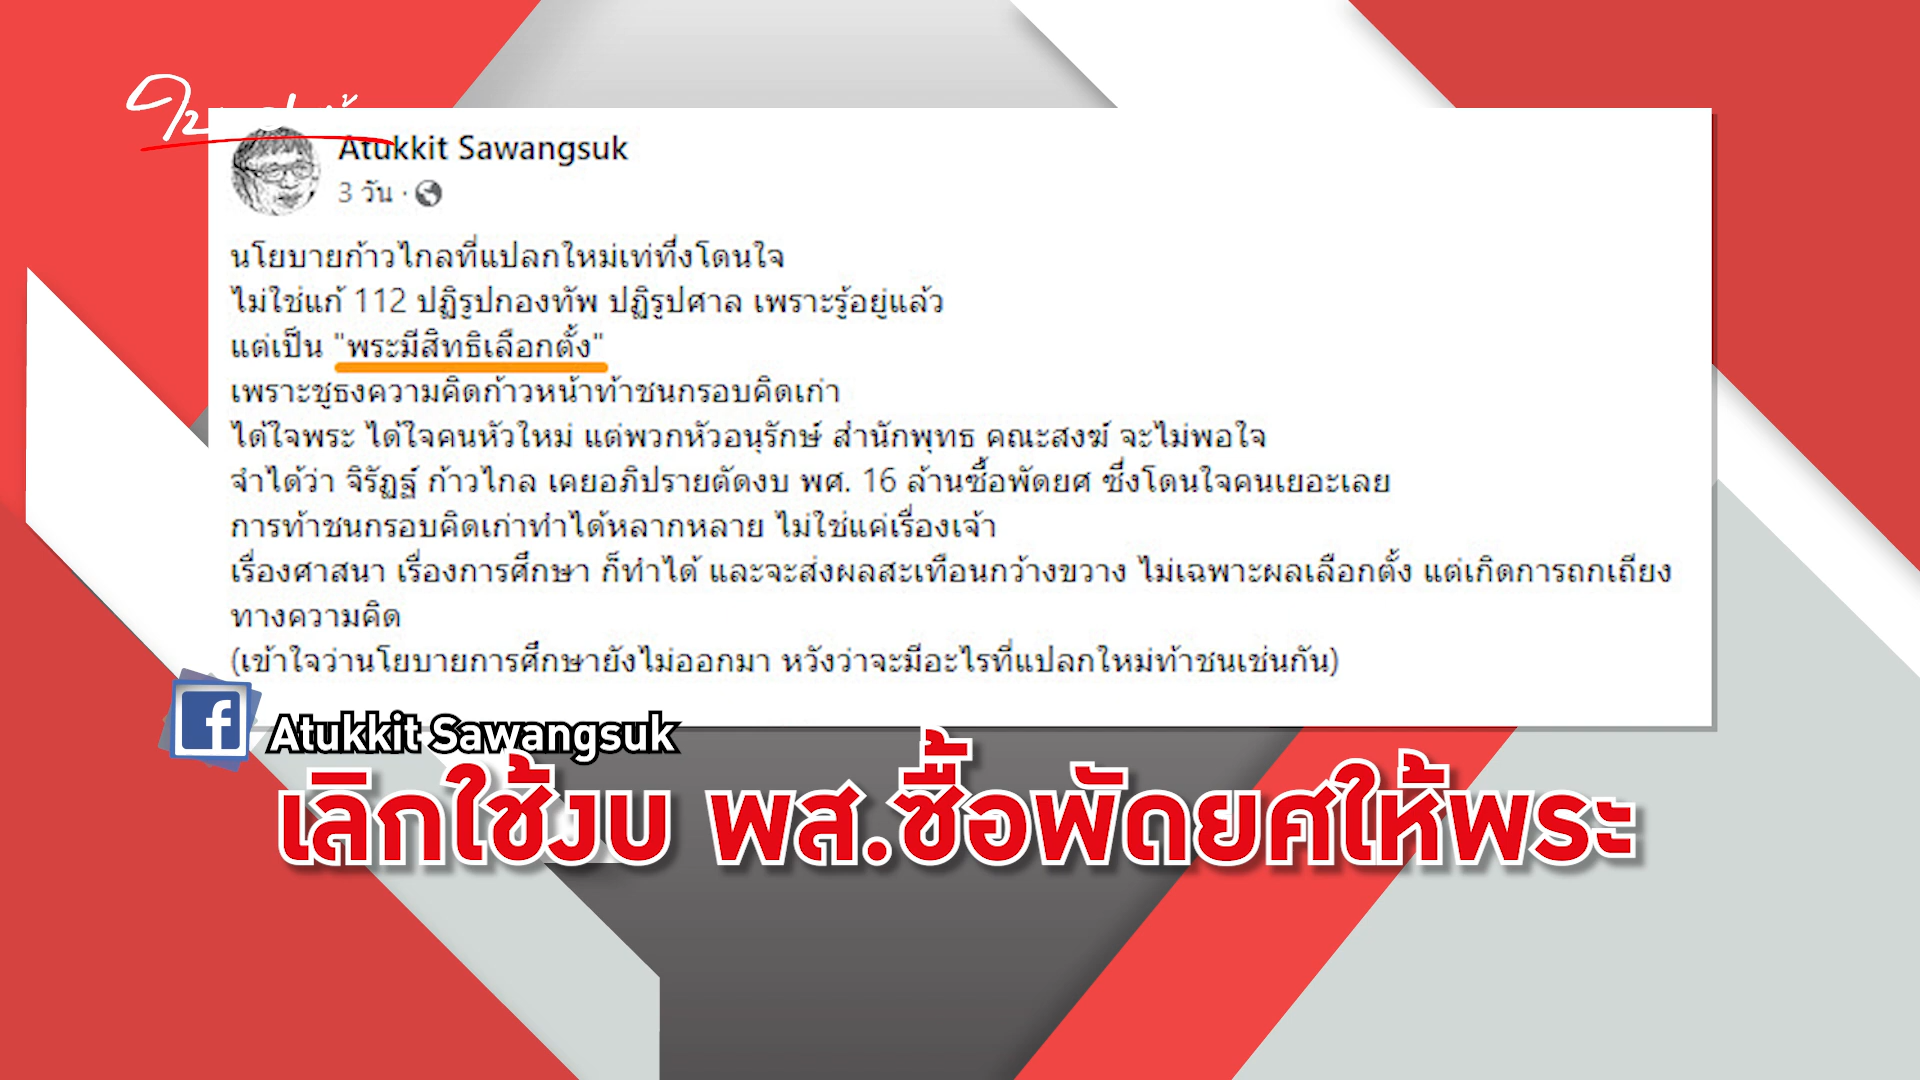 Atukkit Sawangsuk
3 วัน ·
นโยบายก้าวไกลที่แปลกใหม่เท่ที่งโดนใจ
ไม่ใช่แก้ 112 ปฏิรูปกองทัพ ปฏิรูปศาล เพราะรู้อยู่แล้ว
แต่เป็น "พระมีสิทธิเลือกตั้ง"
เพราะชูธงความคิดก้าวหน้าท้าชนกรอบคิดเก่า
ได้ใจพระ ได้ใจคนหัวใหม่ แต่พวกหัวอนุรักษ์ สำนักพุทธ คณะสงฆ์ จะไม่พอใจ
จำได้ว่า จิรัฏฐ์ ก้าวไกล เคยอภิปรายตัดงบ พศ. 16 ล้านซื้อพัดยศ ซึ่งโดนใจคนเยอะเลย
การท้าชนกรอบคิดเก่าทำได้หลากหลาย ไม่ใช่แค่เรื่องเจ้า
เรื่องศาสนา เรื่องการศึกษา ก็ทำได้ และจะส่งผลสะเทือนกว้างขวาง ไม่เฉพาะผลเลือกตั้ง แต่เกิดการถกเถียง
ทางความคิด
(เข้าใจว่านโยบายการศึกษายังไม่ออกมา หวังว่าจะมีอะไรที่แปลกใหม่ท้าชนเช่นกัน)
Atukkit Sawangsuk
เลิกใช้งบ พส.ซื้อพัดยศให้พระ